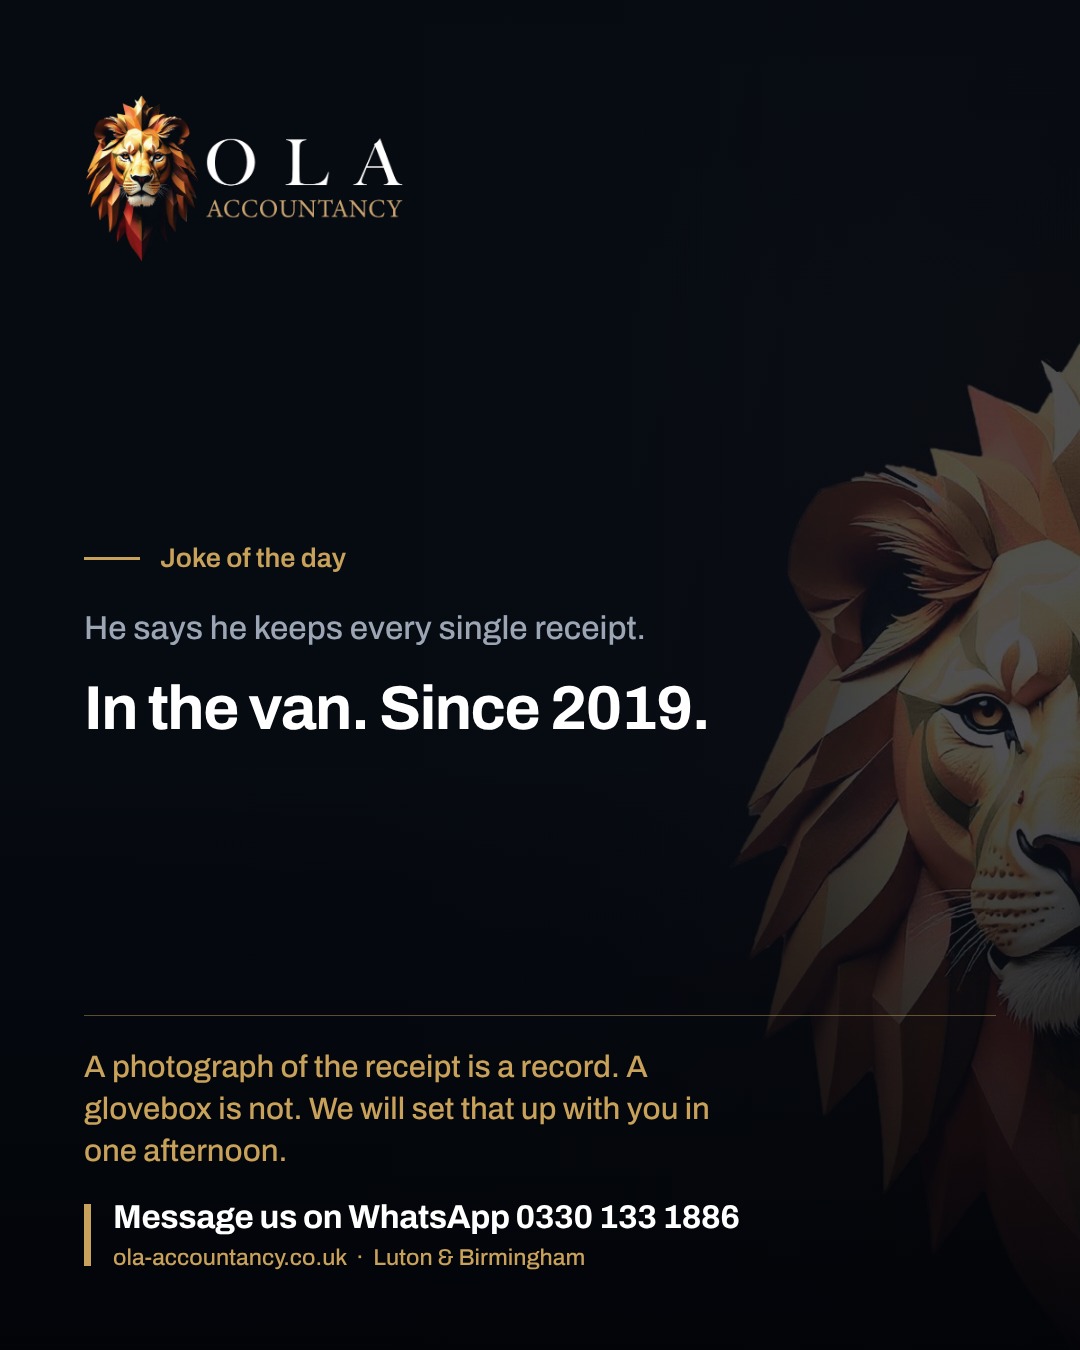 OLA
ACCOUNTANCY
Joke of the day
He says he keeps every single receipt.
In the van. Since 2019.
A photograph of the receipt is a record. A
glovebox is not. We will set that up with you in
one afternoon.
Message us on WhatsApp 0330 133 1886
ola-accountancy.co.uk · Luton & Birmingham